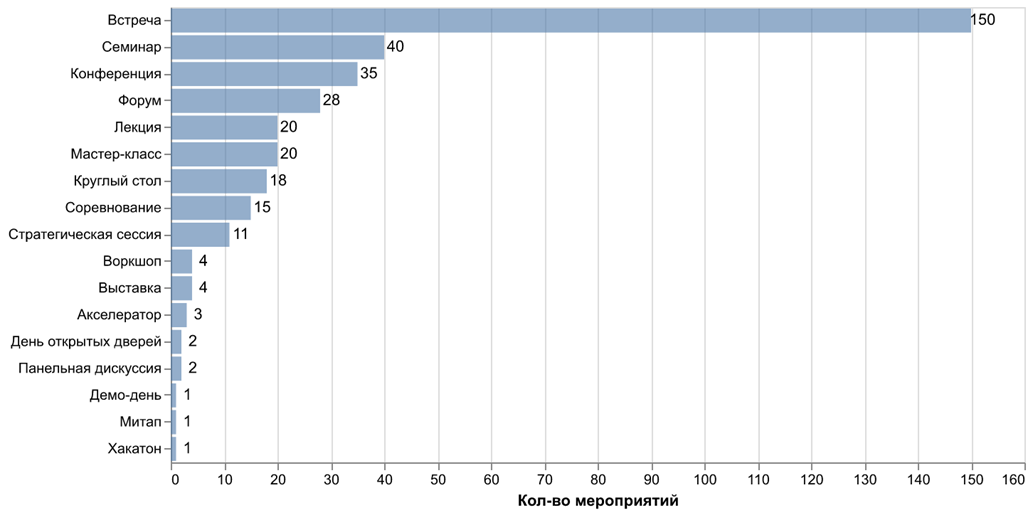 Встреча 150
Семинар 40
Конференция 35
Форум 28
Лекция 20
Мастер-класс 20
Круглый стол 18
Соревнование 15
Стратегическая сессия 11
Воркшоп 4
Выставка 4
Акселератор 3
День открытых дверей 2
Панельная дискуссия 2
Демо-день 1
Митап 1
Хакатон 1
0 10 20 30 40 50 60 70 80 90 100 110 120 130 140 150 160
Кол-во мероприятий